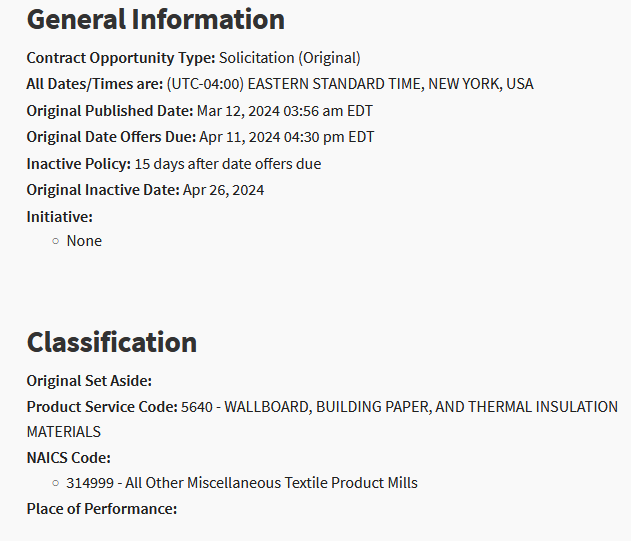 General Information
Contract Opportunity Type: Solicitation (Original)
All Dates/Times are: (UTC-04:00) EASTERN STANDARD TIME, NEW YORK, USA
Original Published Date: Mar 12, 2024 03:56 am EDT
Original Date Offers Due: Apr 11, 2024 04:30 pm EDT
Inactive Policy: 15 days after date offers due
Original Inactive Date: Apr 26, 2024
Initiative:
○ None
Classification
Original Set Aside:
Product Service Code: 5640 - WALLBOARD, BUILDING PAPER, AND THERMAL INSULATION
MATERIALS
NAICS Code:
○ 314999 - All Other Miscellaneous Textile Product Mills
Place of Performance: